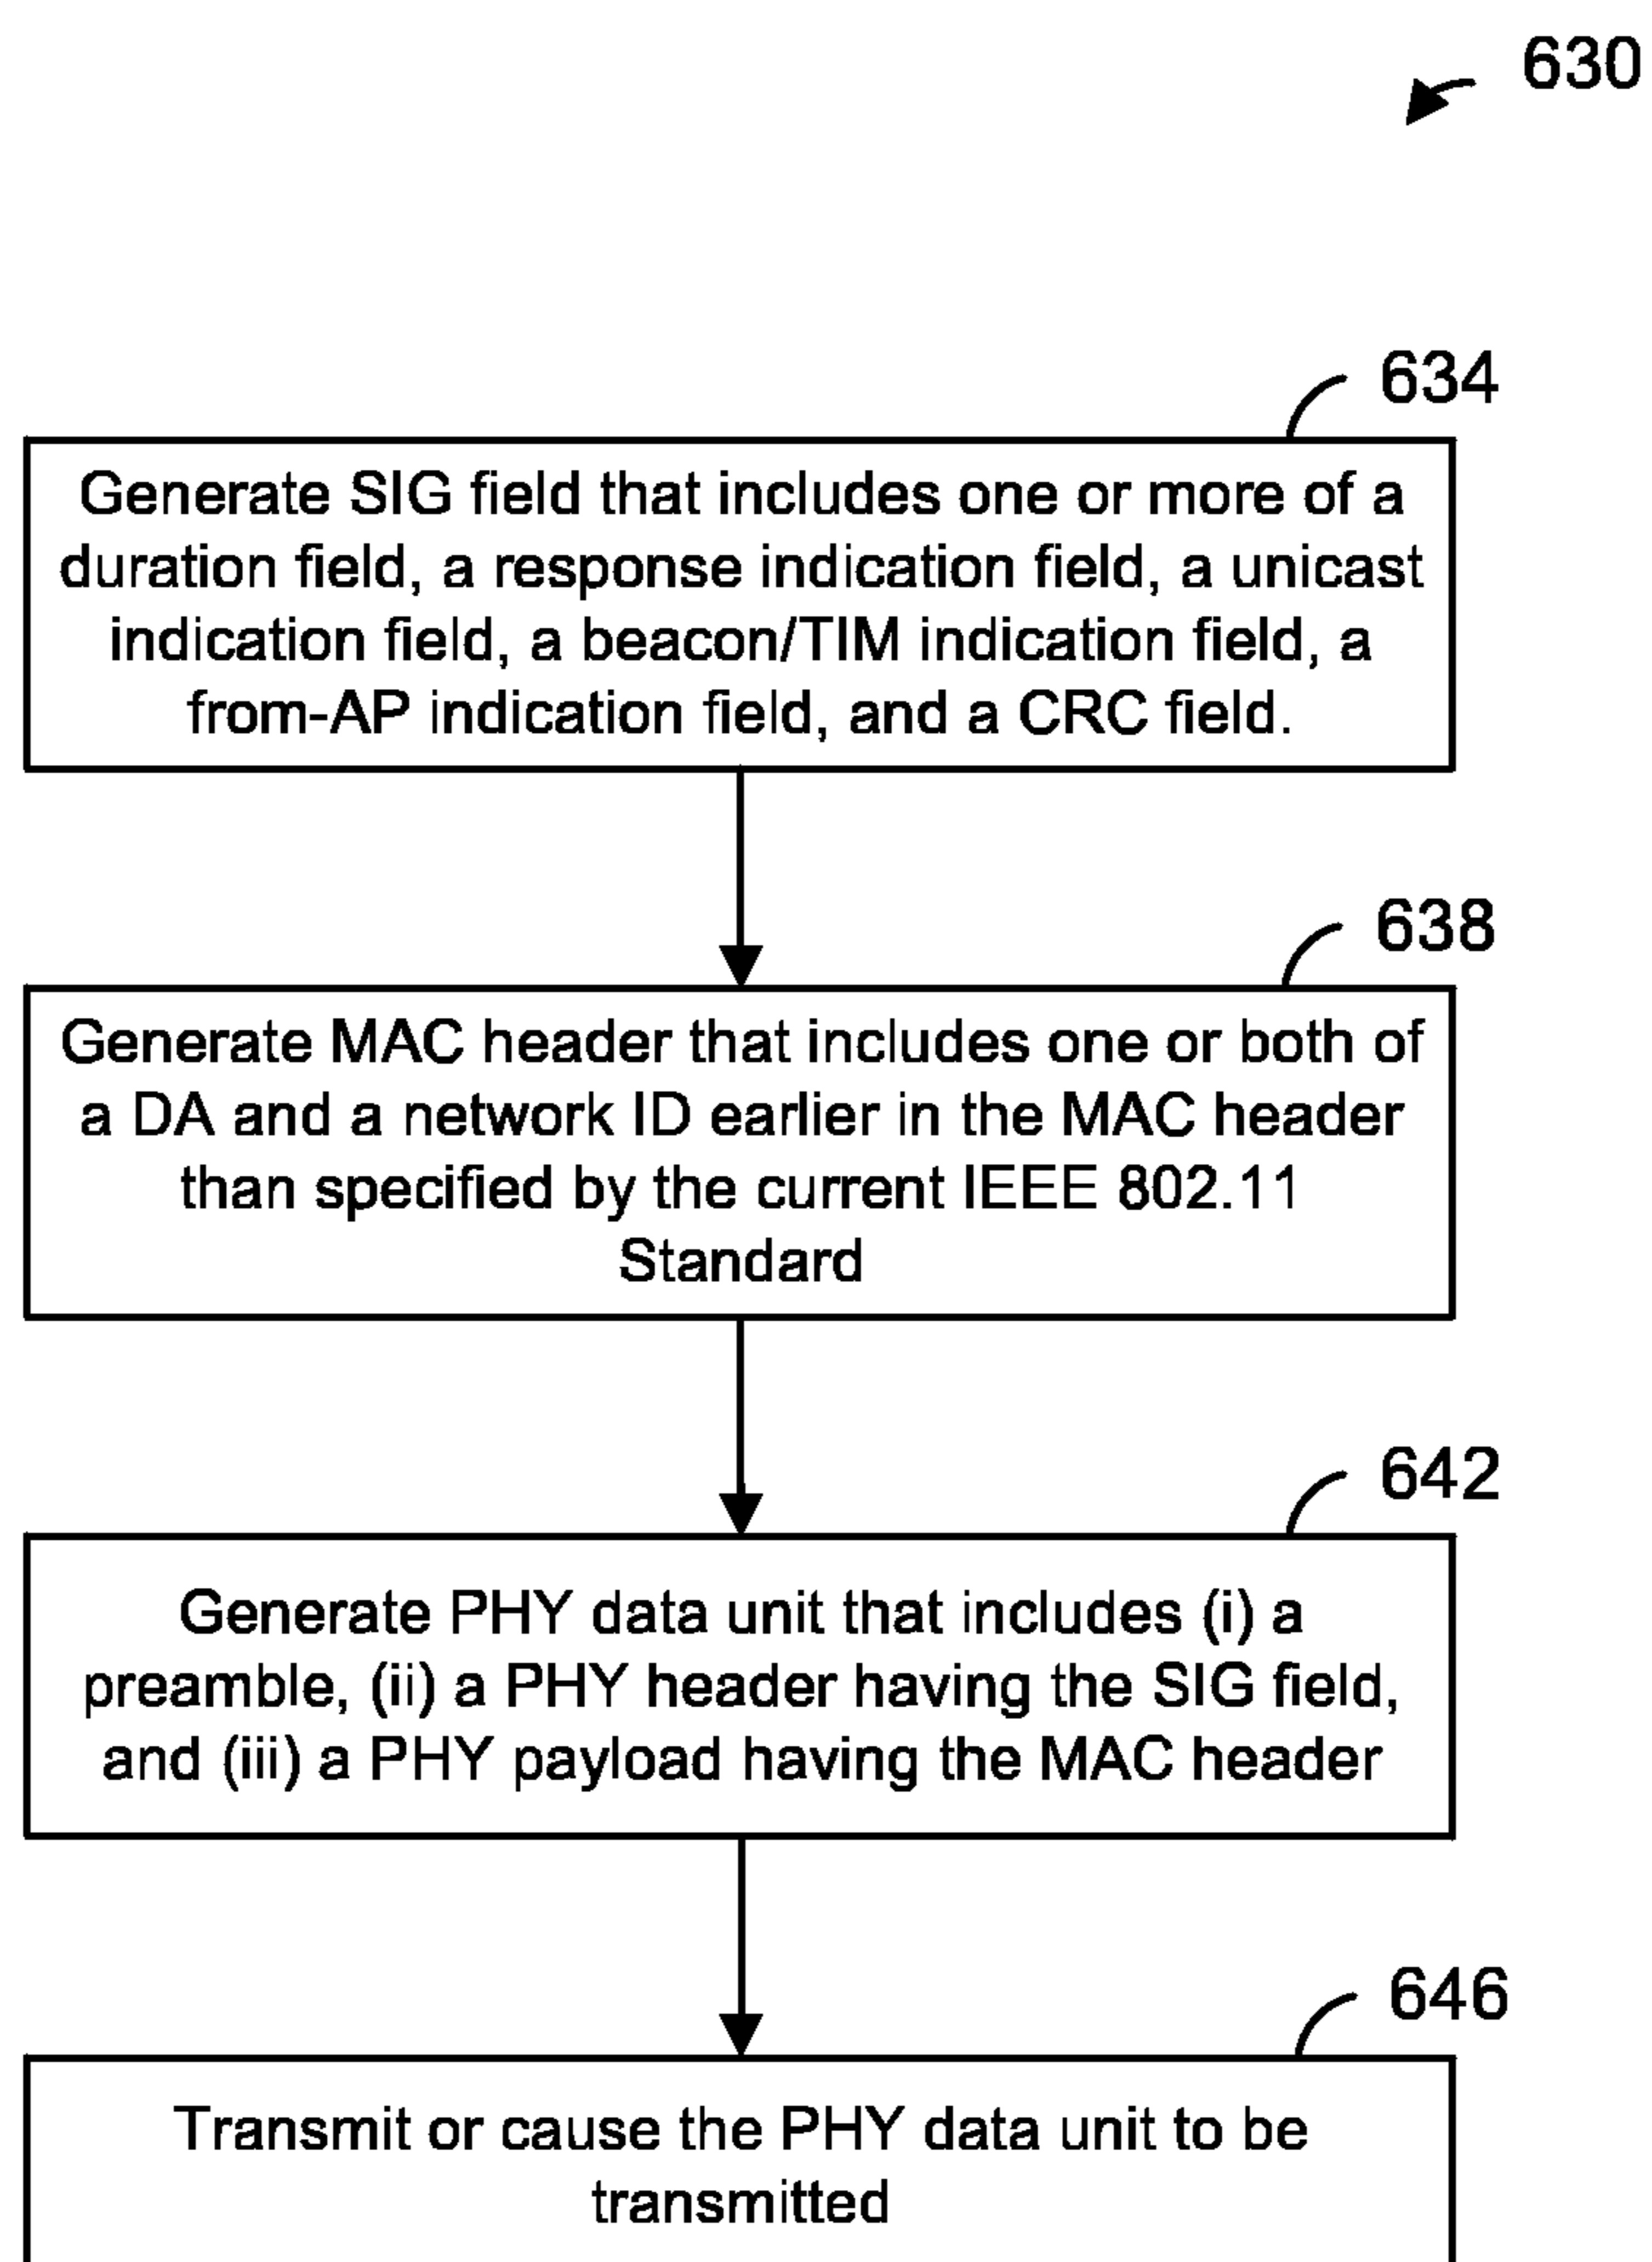 630
634
Generate SIG field that includes one or more of a
duration field, a response indication field, a unicast
indication field, a beacon/TIM indication field, a
from-AP indication field, and a CRC field.
638
Generate MAC header that includes one or both of
a DA and a network ID earlier in the MAC header
than specified by the current IEEE 802.11
Standard
642
Generate PHY data unit that includes (i) a
preamble, (ii) a PHY header having the SIG field,
and (iii) a PHY payload having the MAC header
646
Transmit or cause the PHY data unit to be
transmitted